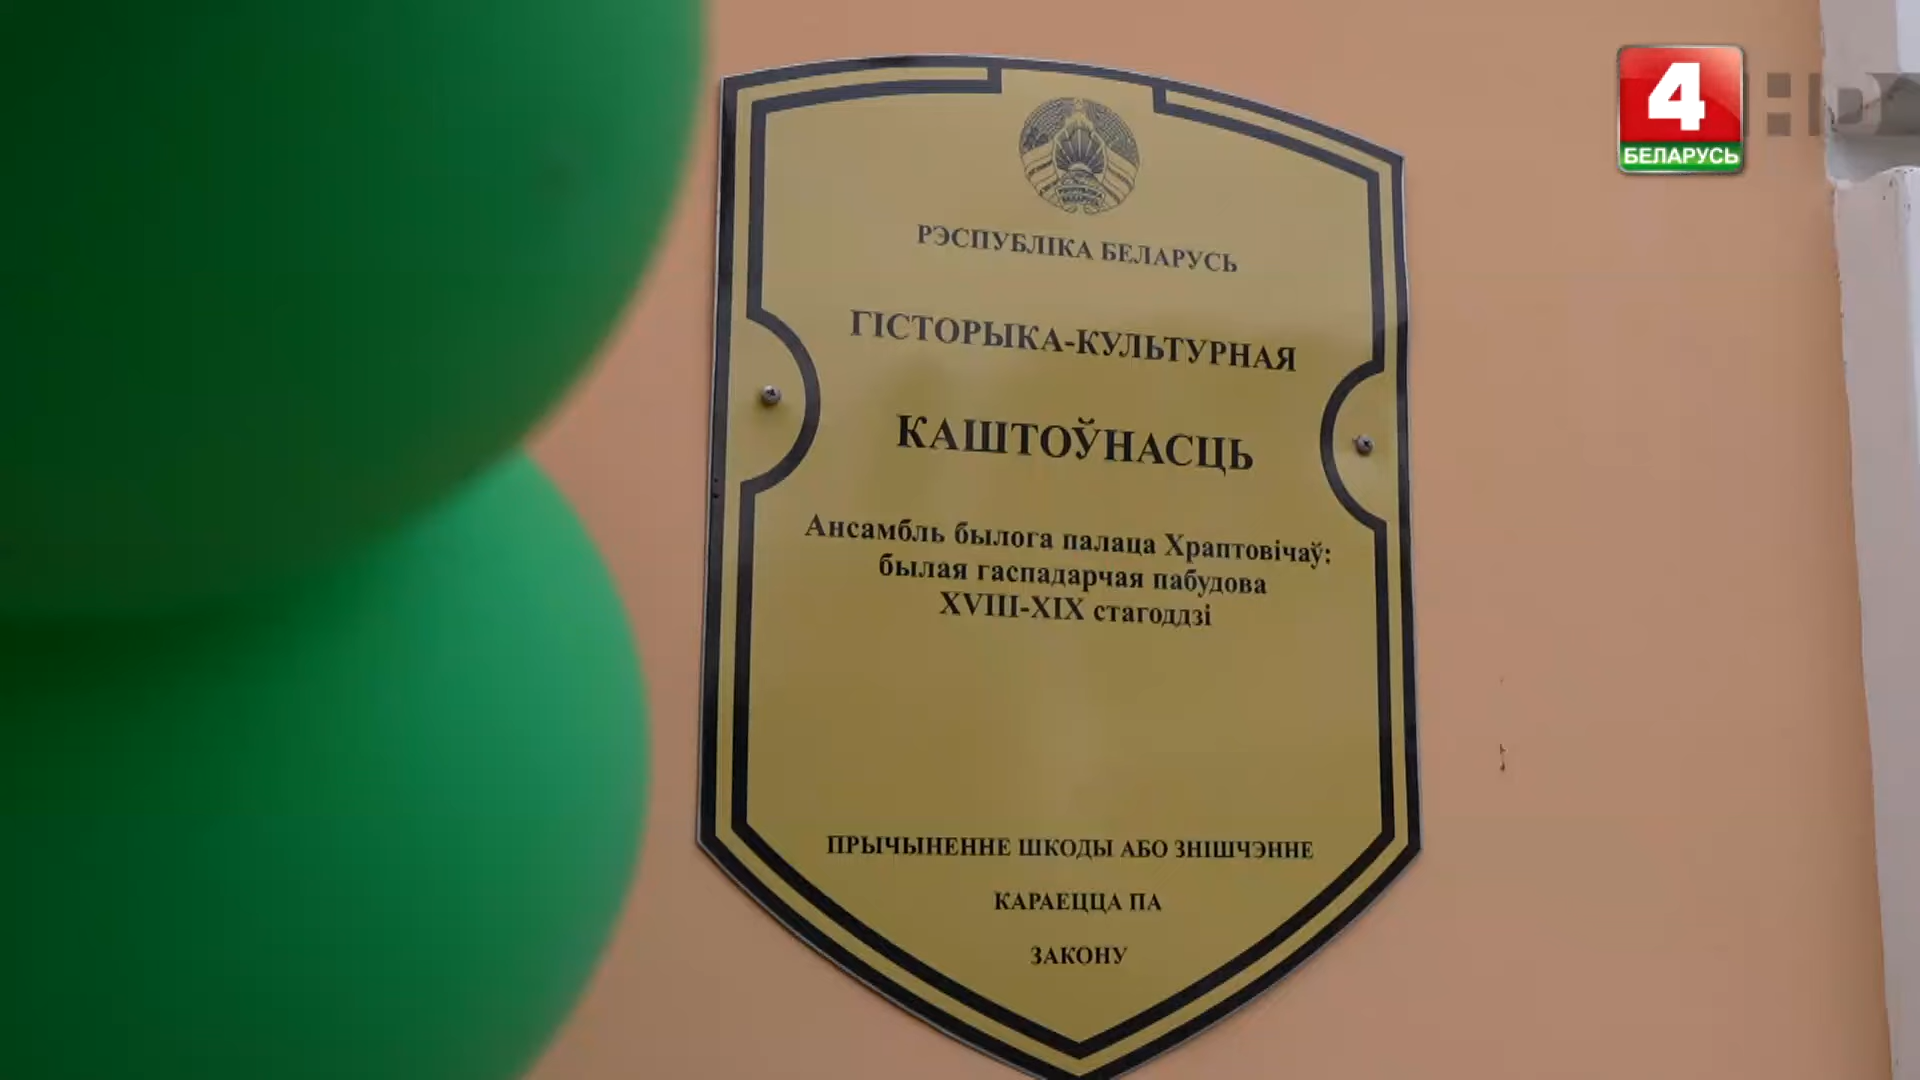 4
БЕЛАРУСЬ
РЭСПУБЛІКА БЕЛАРУСЬ
ГІСТОРЫКА-КУЛЬТУРНАЯ
КАШТОЎНАСЦЬ
Ансамбль былога палаца Храптовічаў:
былая гаспадарчая пабудова
XVIII-XIX стагоддзі
ПРЫЧЫНЕННЕ ШКОДЫ АБО ЗНІШЧЭННЕ
КАРАЕЦЦА ПА
ЗАКОНУ